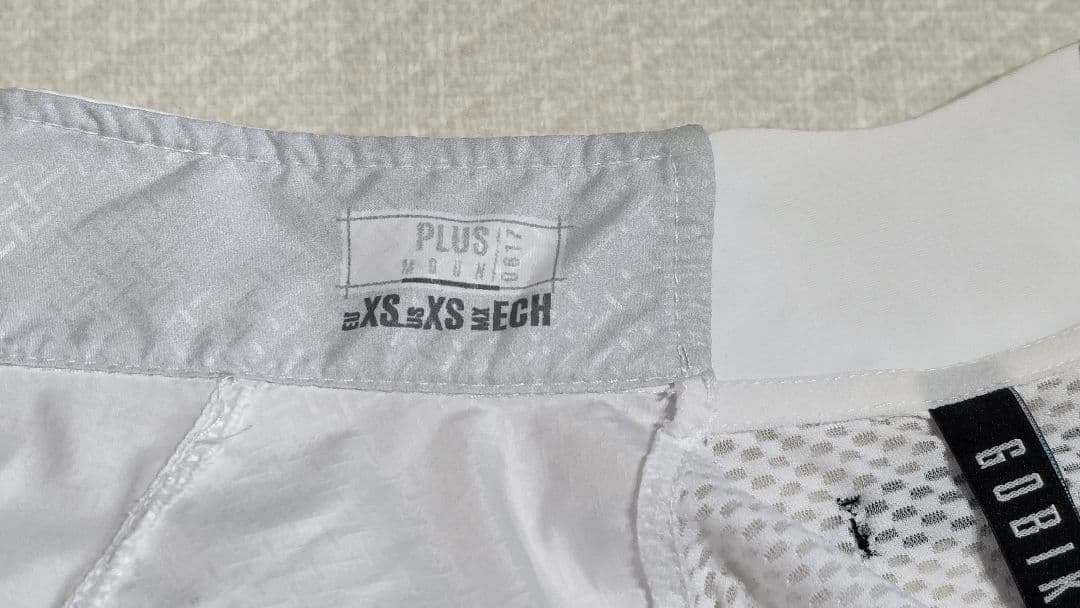 PLUS
0617
MOUN
EU XS US XS MX ECH
GOBIK